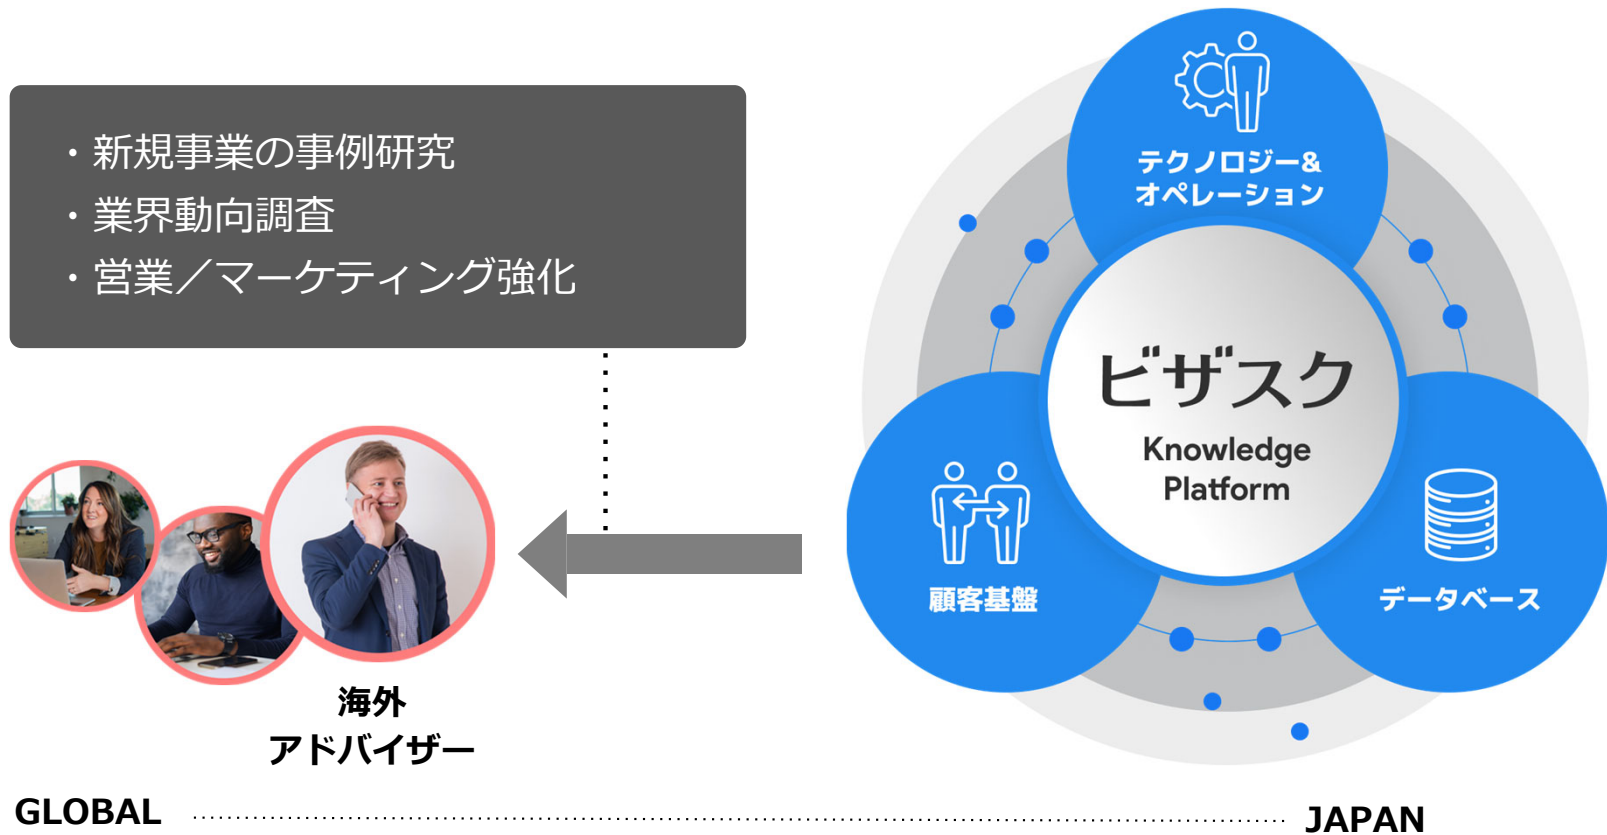 ・新規事業の事例研究
・業界動向調査
・営業／マーケティング強化
テクノロジー&
オペレーション
ビザスク
Knowledge
Platform
顧客基盤
データベース
海外
アドバイザー
GLOBAL
JAPAN